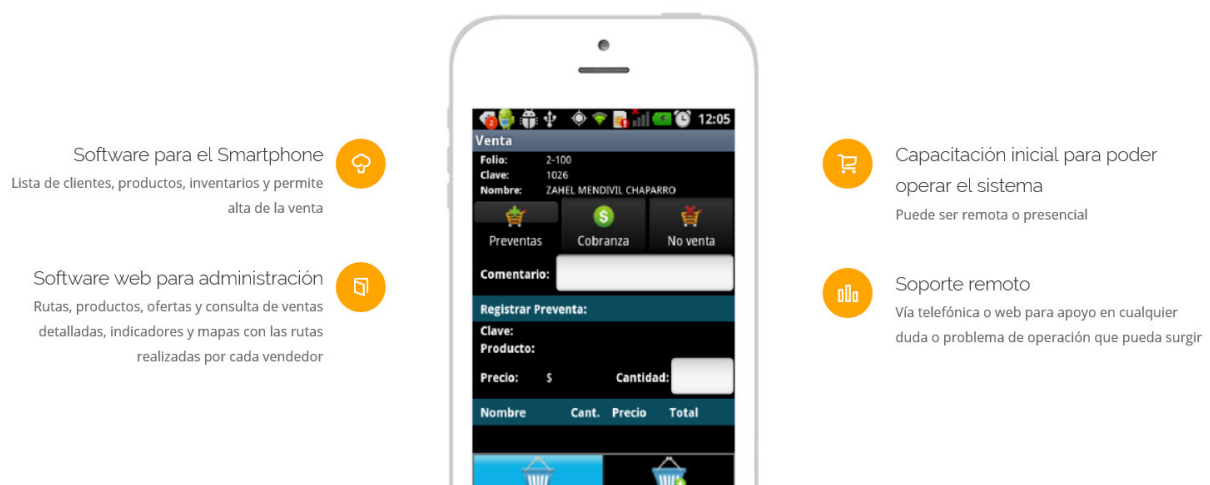 Software para el Smartphone
Lista de clientes, productos, inventarios y permite
alta de la venta
Software web para administración
Rutas, productos, ofertas y consulta de ventas
detalladas, indicadores y mapas con las rutas
realizadas por cada vendedor
12:05
Venta
Folio: 2-100
Clave: 1026
Nombre: ZAHEL MENDIVIL CHAPARRO
Preventas Cobranza No venta
Comentario:
Registrar Preventa:
Clave:
Producto:
Precio: $ Cantidad:
Nombre Cant. Precio Total
Capacitación inicial para poder
operar el sistema
Puede ser remota o presencial
Soporte remoto
Vía telefónica o web para apoyo en cualquier
duda o problema de operación que pueda surgir